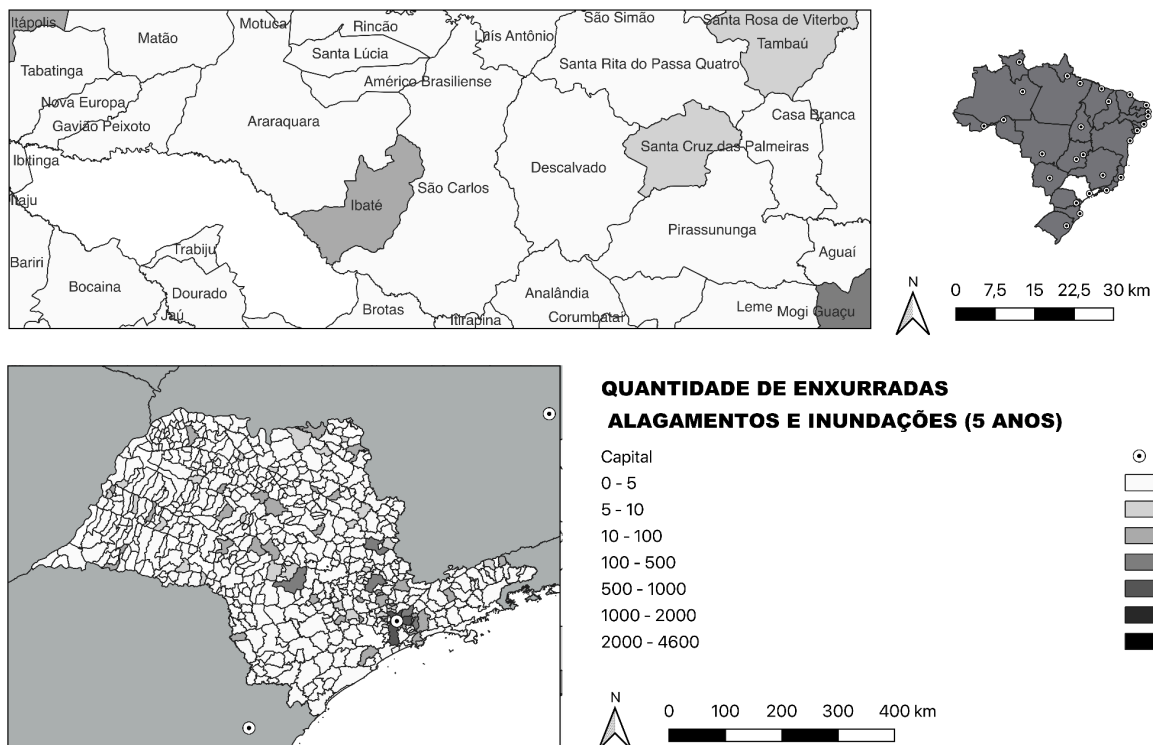 Itápolis
Motuca
Rincão
São Simão
Santa Rosa de Viterbo
Matão
Luís Antônio
Tambaú
Santa Lúcia
Tabatinga
Américo Brasiliense
Santa Rita do Passa Quatro
Nova Europa
Casa Branca
Gavião Peixoto
Araraquara
Santa Cruz das Palmeiras
Ibitinga
Descalvado
São Carlos
Itaju
Ibaté
Pirassununga
Trabiju
Aguaí
Bariri
Bocaina
Dourado
Analândia
Jaú
Brotas
Itirapina
Corumbataí
Leme
Mogi Guaçu
N
0 7,5 15 22,5 30 km
QUANTIDADE DE ENXURRADAS
ALAGAMENTOS E INUNDAÇÕES (5 ANOS)
Capital
0 - 5
5 - 10
10 - 100
100 - 500
500 - 1000
1000 - 2000
2000 - 4600
N
0 100 200 300 400 km